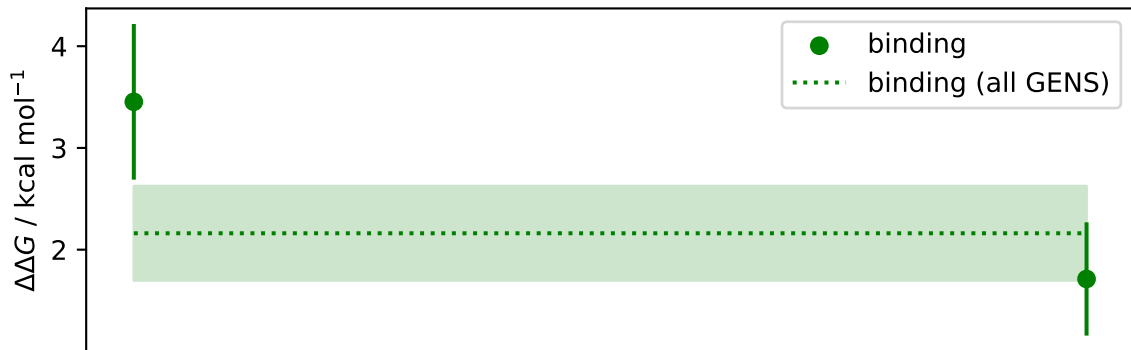 4
3
2
ΔΔG / kcal mol⁻¹
binding
binding (all GENS)